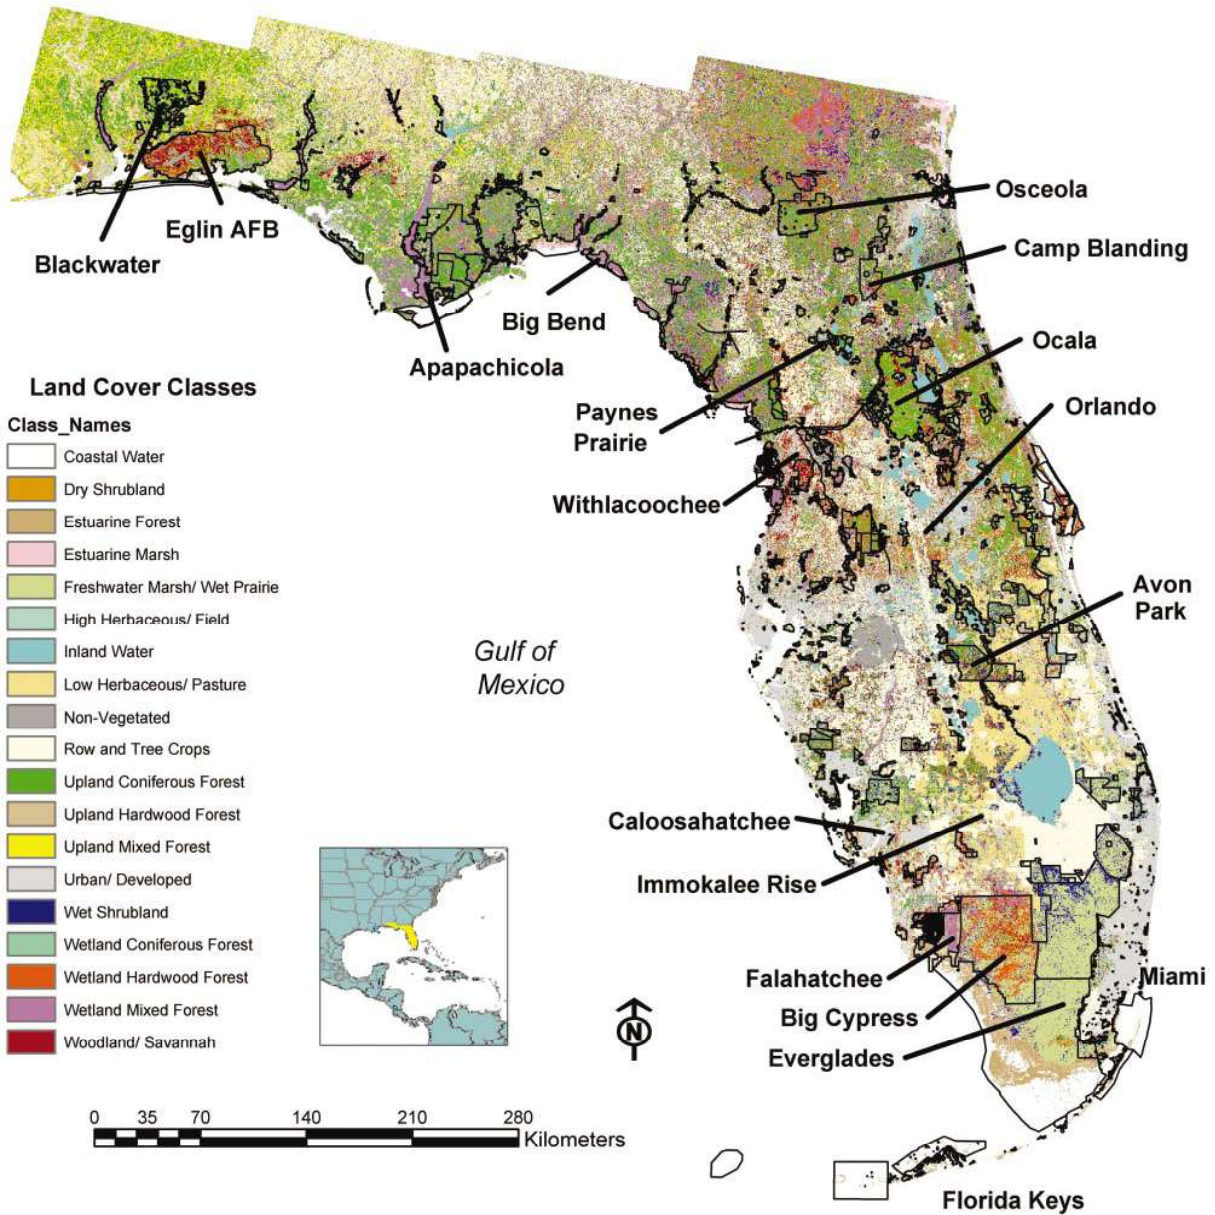 Osceola
Camp Blanding
Eglin AFB
Blackwater
Big Bend
Apapachicola
Ocala
Orlando
Paynes
Prairie
Withlacoochee
Avon
Park
Gulf of
Mexico
Caloosahatchee
Immokalee Rise
Falahatchee
Big Cypress
Everglades
Miami
Florida Keys
Land Cover Classes
Class_Names
Coastal Water
Dry Shrubland
Estuarine Forest
Estuarine Marsh
Freshwater Marsh/ Wet Prairie
High Herbaceous/ Field
Inland Water
Low Herbaceous/ Pasture
Non-Vegetated
Row and Tree Crops
Upland Coniferous Forest
Upland Hardwood Forest
Upland Mixed Forest
Urban/ Developed
Wet Shrubland
Wetland Coniferous Forest
Wetland Hardwood Forest
Wetland Mixed Forest
Woodland/ Savannah
N
0 35 70 140 210 280
Kilometers